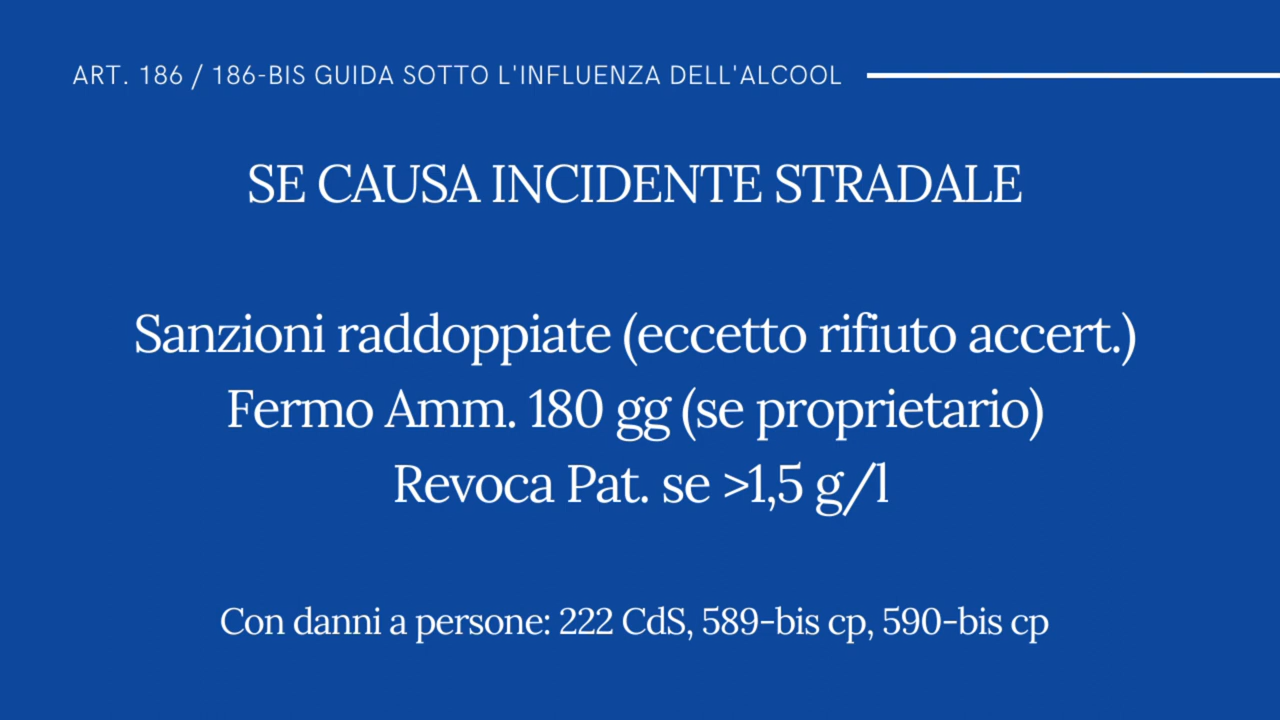 ART. 186 / 186-BIS GUIDA SOTTO L'INFLUENZA DELL'ALCOOL
SE CAUSA INCIDENTE STRADALE
Sanzioni raddoppiate (eccetto rifiuto accert.)
Fermo Amm. 180 gg (se proprietario)
Revoca Pat. se >1,5 g/l
Con danni a persone: 222 CdS, 589-bis cp, 590-bis cp